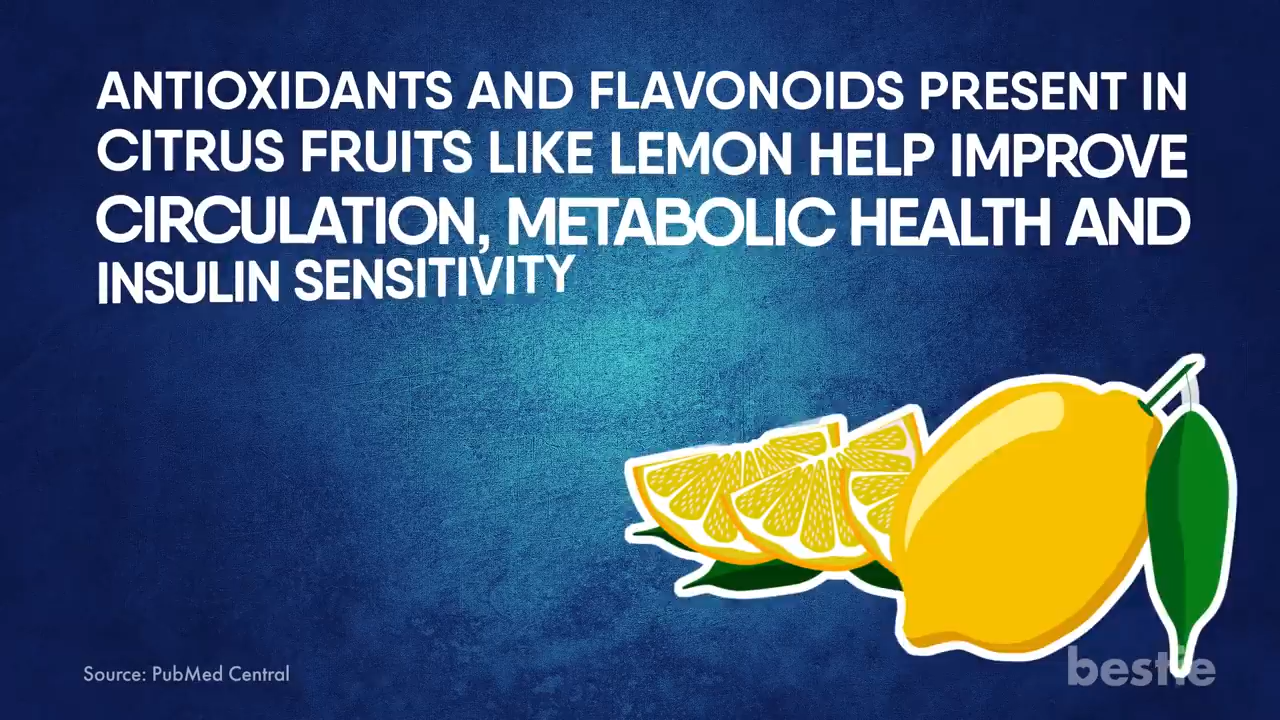 ANTIOXIDANTS AND FLAVONOIDS PRESENT IN
CITRUS FRUITS LIKE LEMON HELP IMPROVE
CIRCULATION, METABOLIC HEALTH AND
INSULIN SENSITIVITY
Source: PubMed Central
bestie